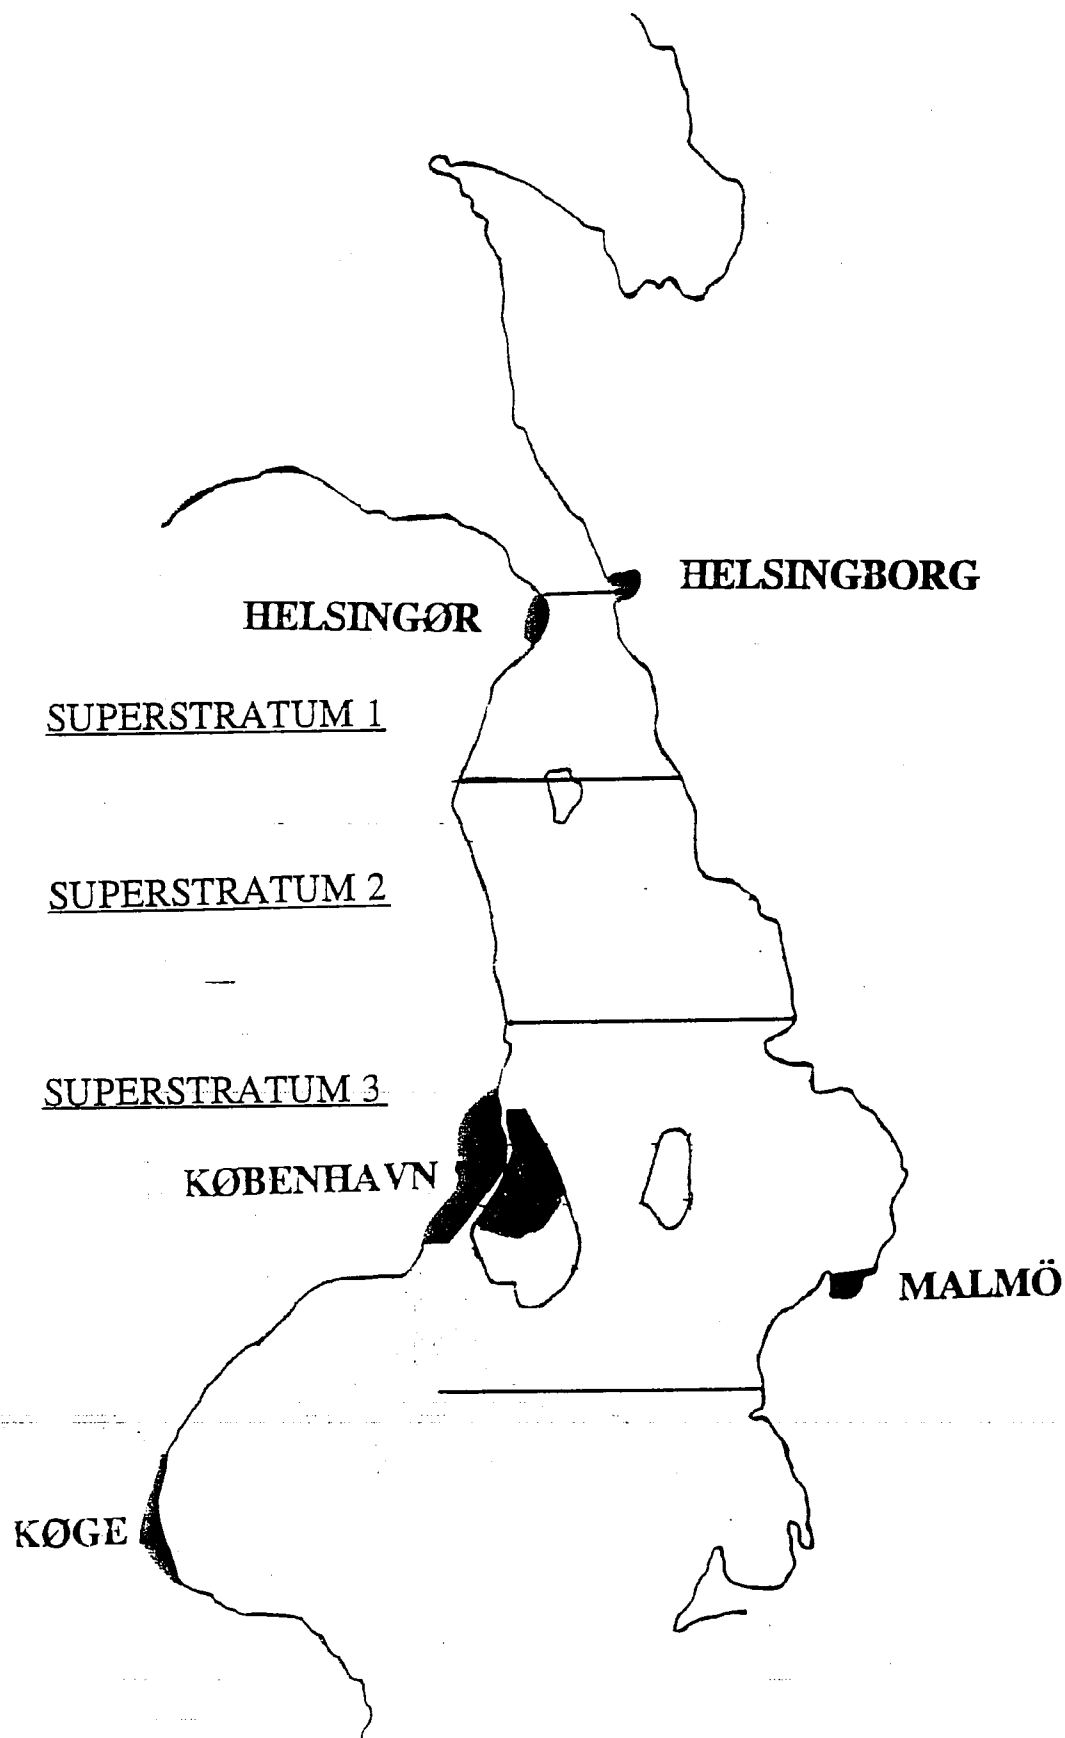 HELSINGBORG
HELSINGØR
SUPERSTRATUM 1
SUPERSTRATUM 2
SUPERSTRATUM 3
KØBENHAVN
MALMÖ
KØGE